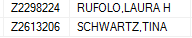 Z2298224 RUFOLO,LAURA H
Z2613206 SCHWARTZ,TINA